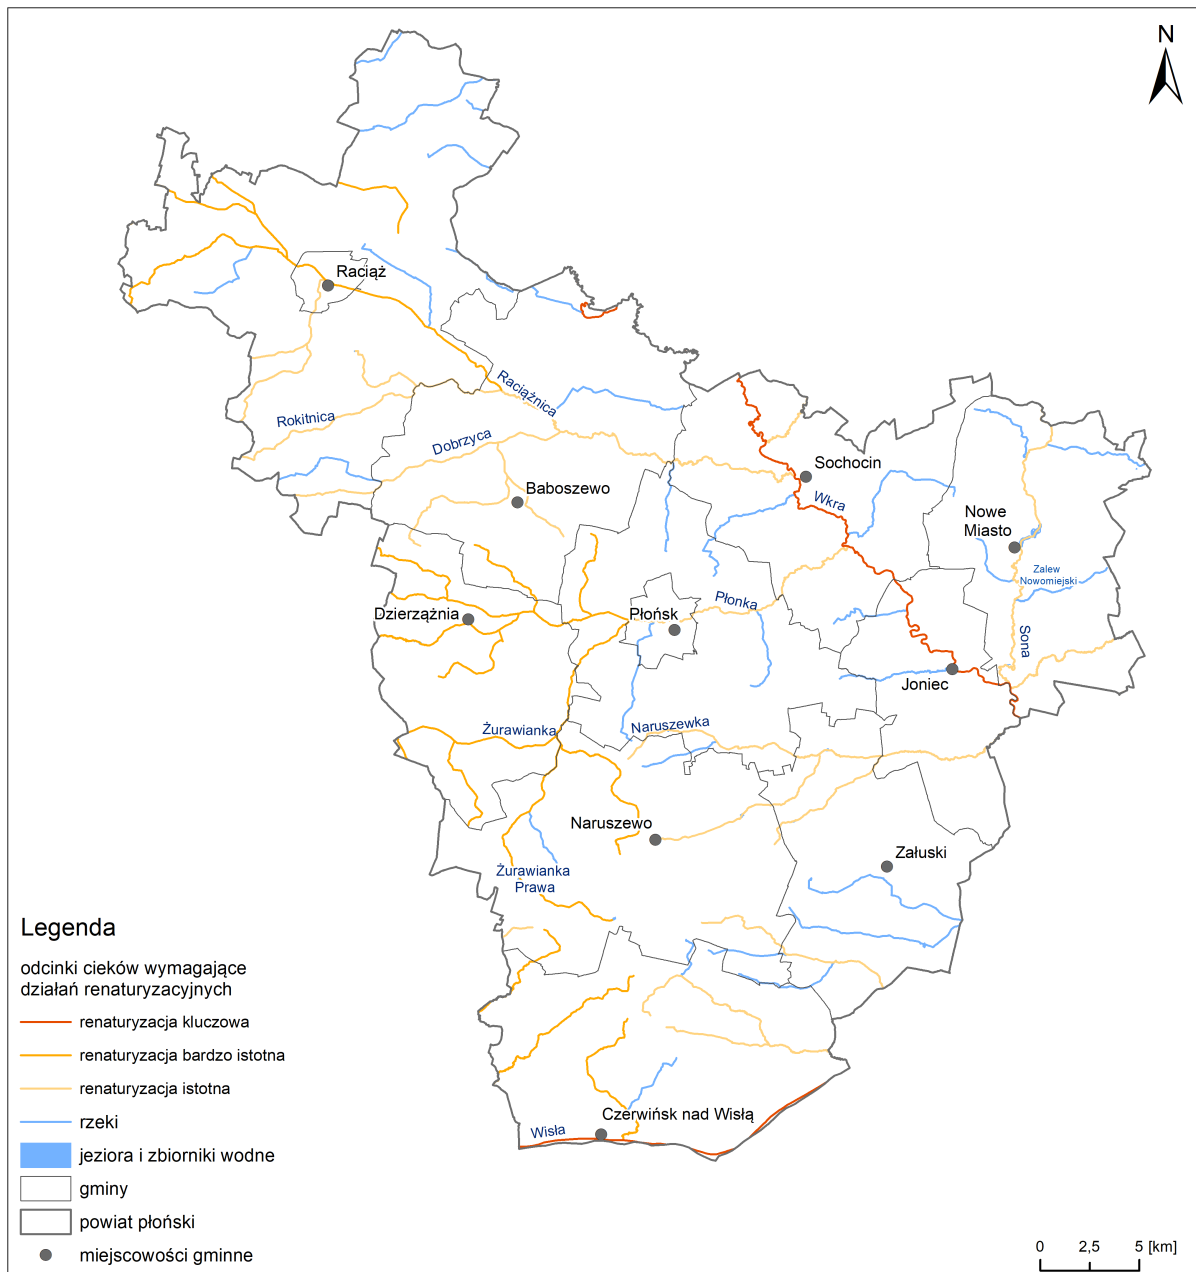 N
Raciąż
Raciążnica
Rokitnica
Dobrzyca
Sochocin
Baboszewo
Wkra
Nowe
Miasto
Zalew
Nowomiejski
Płonka
Dzierzążnia
Płońsk
Sona
Joniec
Żurawianka
Naruszewka
Naruszewo
Załuski
Żurawianka
Prawa
Czerwińsk nad Wisłą
Wisła
Legenda
odcinki cieków wymagające
działań renaturyzacyjnych
renaturyzacja kluczowa
renaturyzacja bardzo istotna
renaturyzacja istotna
rzeki
jeziora i zbiorniki wodne
gminy
powiat płoński
miejscowości gminne
0 2,5 5 [km]